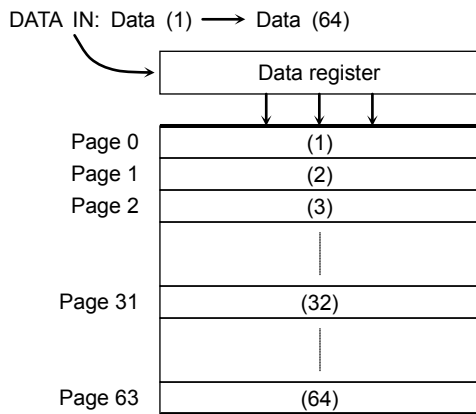 DATA IN: Data (1) Data (64)
Data register
Page 0 (1)
Page 1 (2)
Page 2 (3)
Page 31 (32)
Page 63 (64)